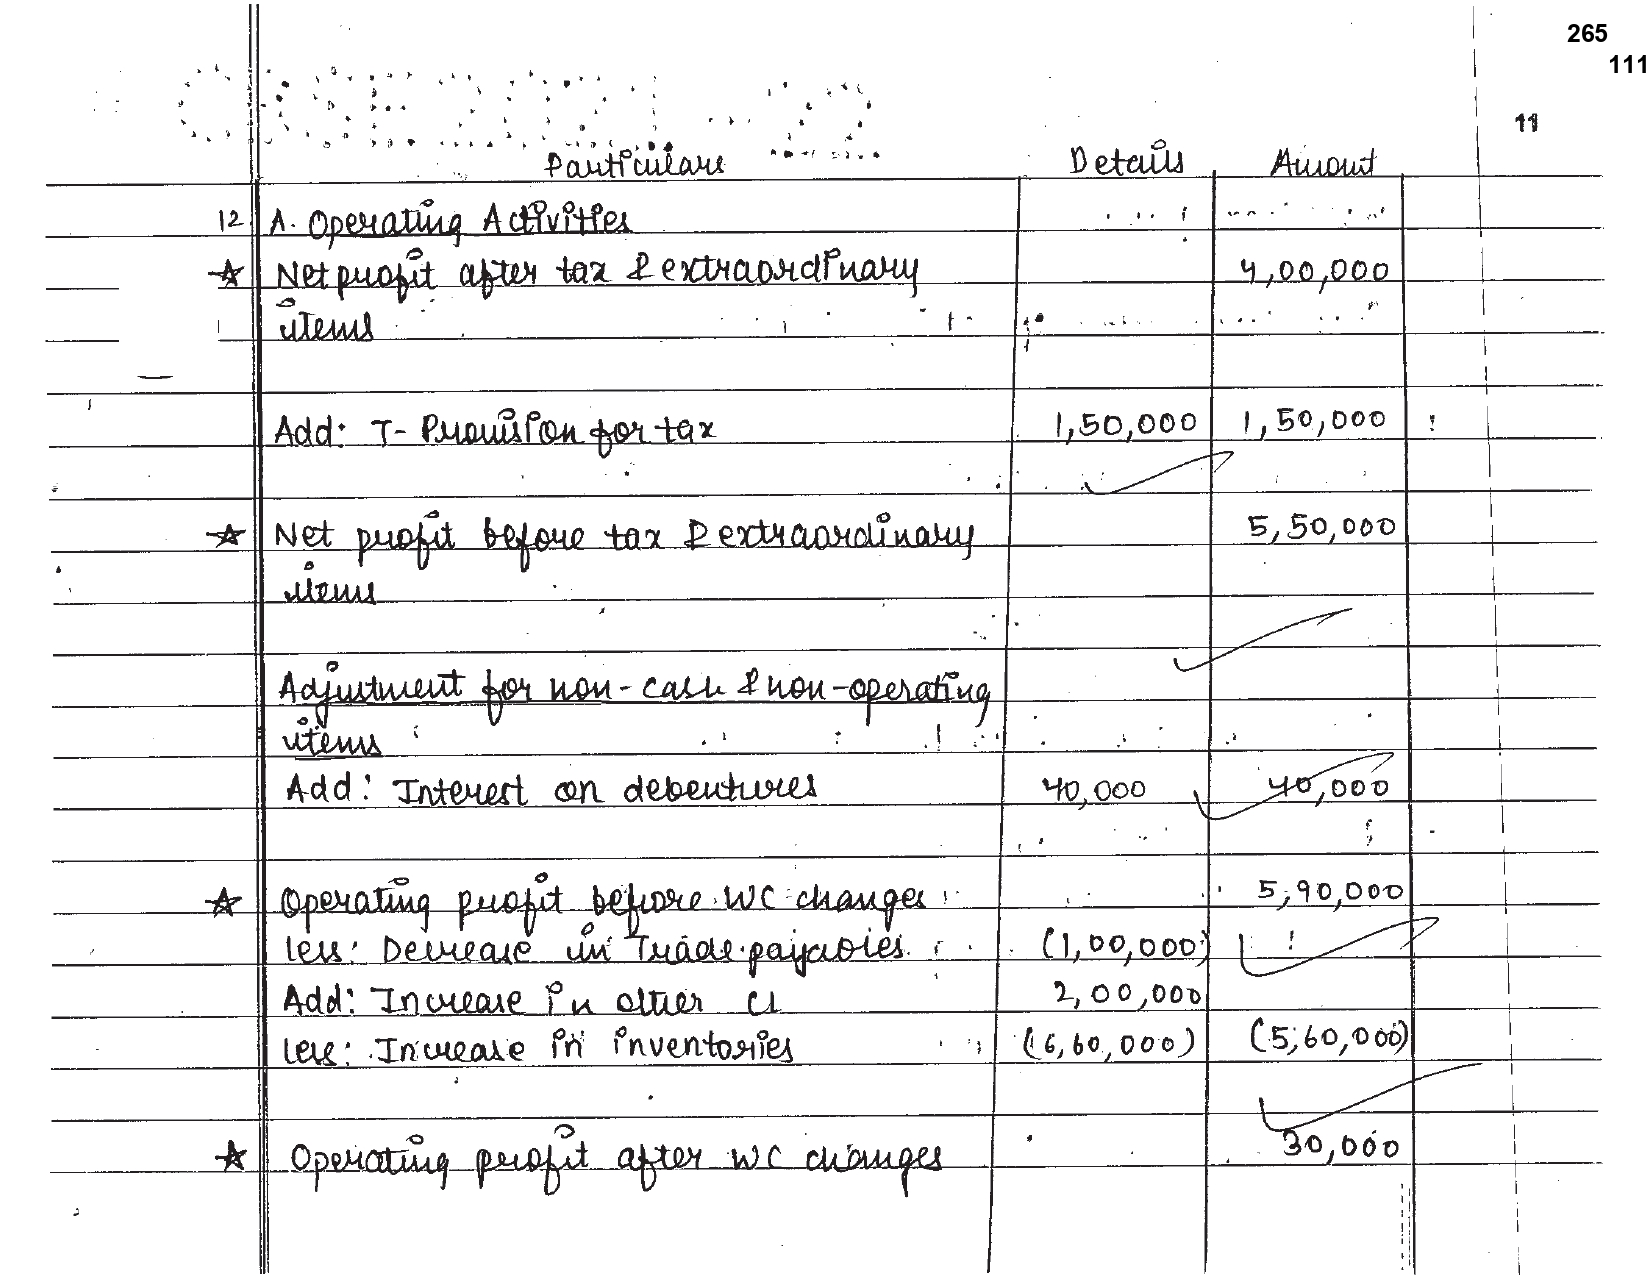 265
111
11
CBSE2021-22
Particulars Details Amount
12 A. Operating Activities
☆ Net profit after tax & extraordinary 4,00,000
items
Add: T- Provision for tax 1,50,000 1,50,000
☆ Net profit before tax & extraordinary 5,50,000
items
Adjustment for non-cash & non-operating
items
Add: Interest on debentures 40,000 40,000
☆ Operating profit before WC changes 5,90,000
less: Decrease in Trade payables (1,00,000)
Add: Increase in other CL 2,00,000
less: Increase in inventories (6,60,000) (5,60,000)
☆ Operating profit after WC changes 30,000